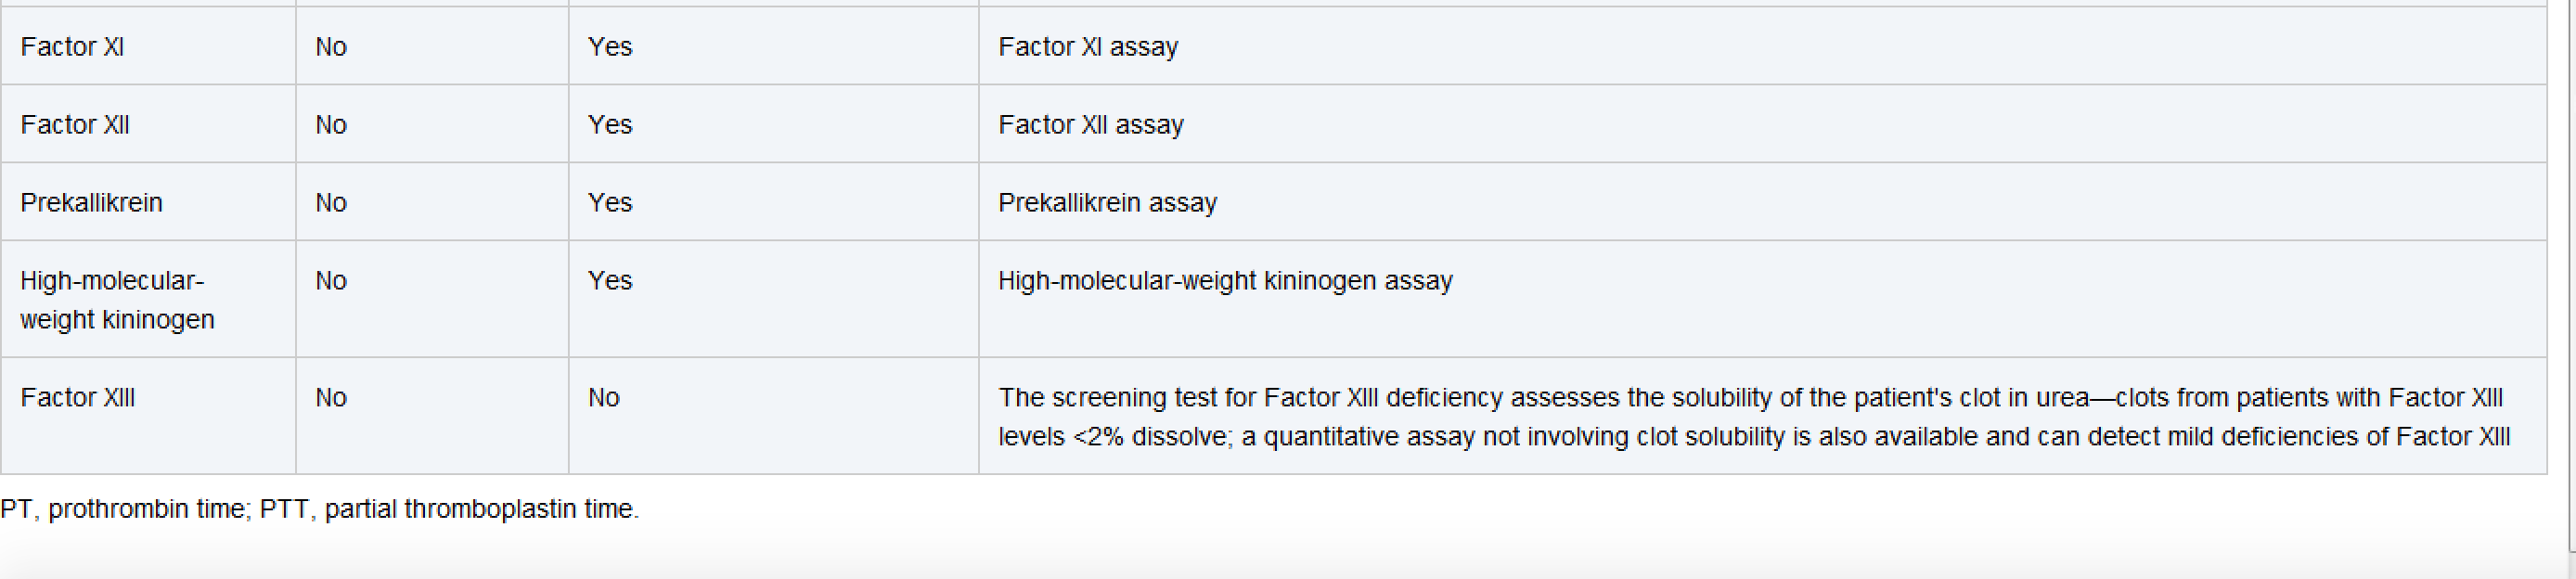 Factor XI No Yes Factor XI assay
Factor XII No Yes Factor XII assay
Prekallikrein No Yes Prekallikrein assay
High-molecular- No Yes High-molecular-weight kininogen assay
weight kininogen
Factor XIII No No The screening test for Factor XIII deficiency assesses the solubility of the patient's clot in urea—clots from patients with Factor XIII
levels <2% dissolve; a quantitative assay not involving clot solubility is also available and can detect mild deficiencies of Factor XIII
PT, prothrombin time; PTT, partial thromboplastin time.